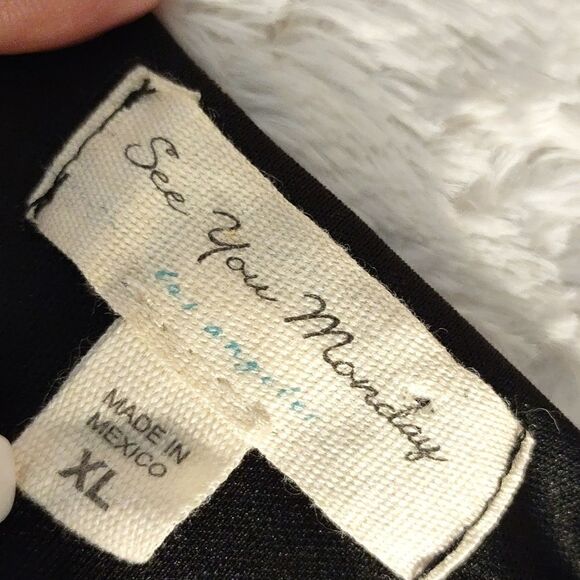 See You Monday
los angeles
MADE IN
MEXICO
XL